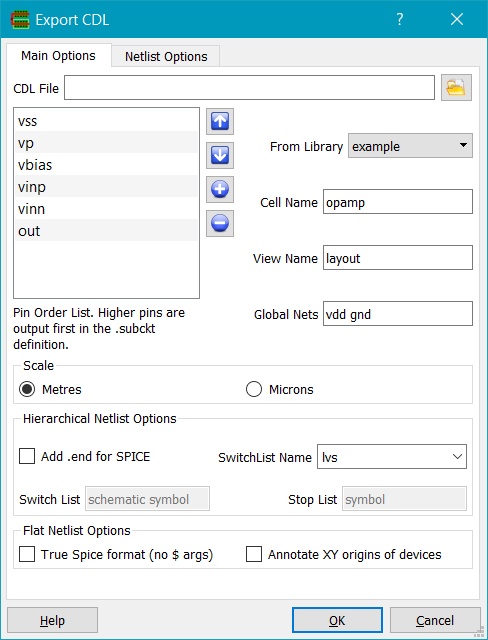 Export CDL
?
Main Options
Netlist Options
CDL File
vss
vp
vbias
vinp
vinn
out
Pin Order List. Higher pins are
output first in the .subckt
definition.
From Library
example
Cell Name
opamp
View Name
layout
Global Nets
vdd gnd
Scale
Metres
Microns
Hierarchical Netlist Options
Add .end for SPICE
SwitchList Name
lvs
Switch List
schematic symbol
Stop List
symbol
Flat Netlist Options
True Spice format (no $ args)
Annotate XY origins of devices
Help
OK
Cancel